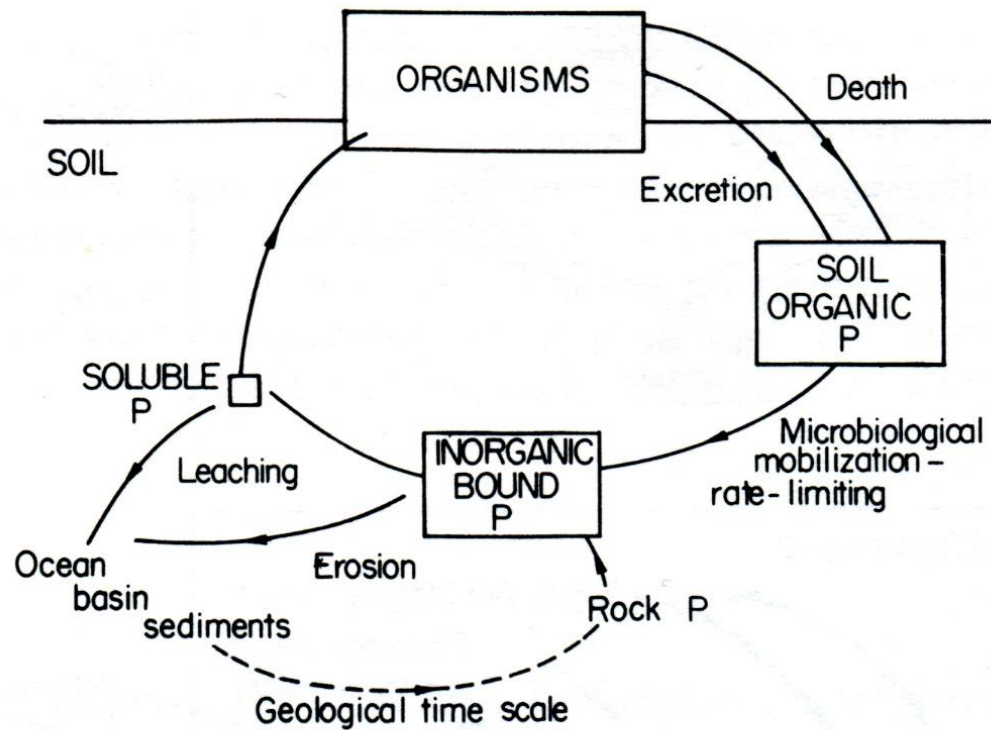 ORGANISMS
Death
SOIL
Excretion
SOIL
ORGANIC
P
SOLUBLE
P
INORGANIC
BOUND
P
Microbiological
mobilization-
rate-limiting
Leaching
Erosion
Ocean
basin
sediments
Rock P
Geological time scale